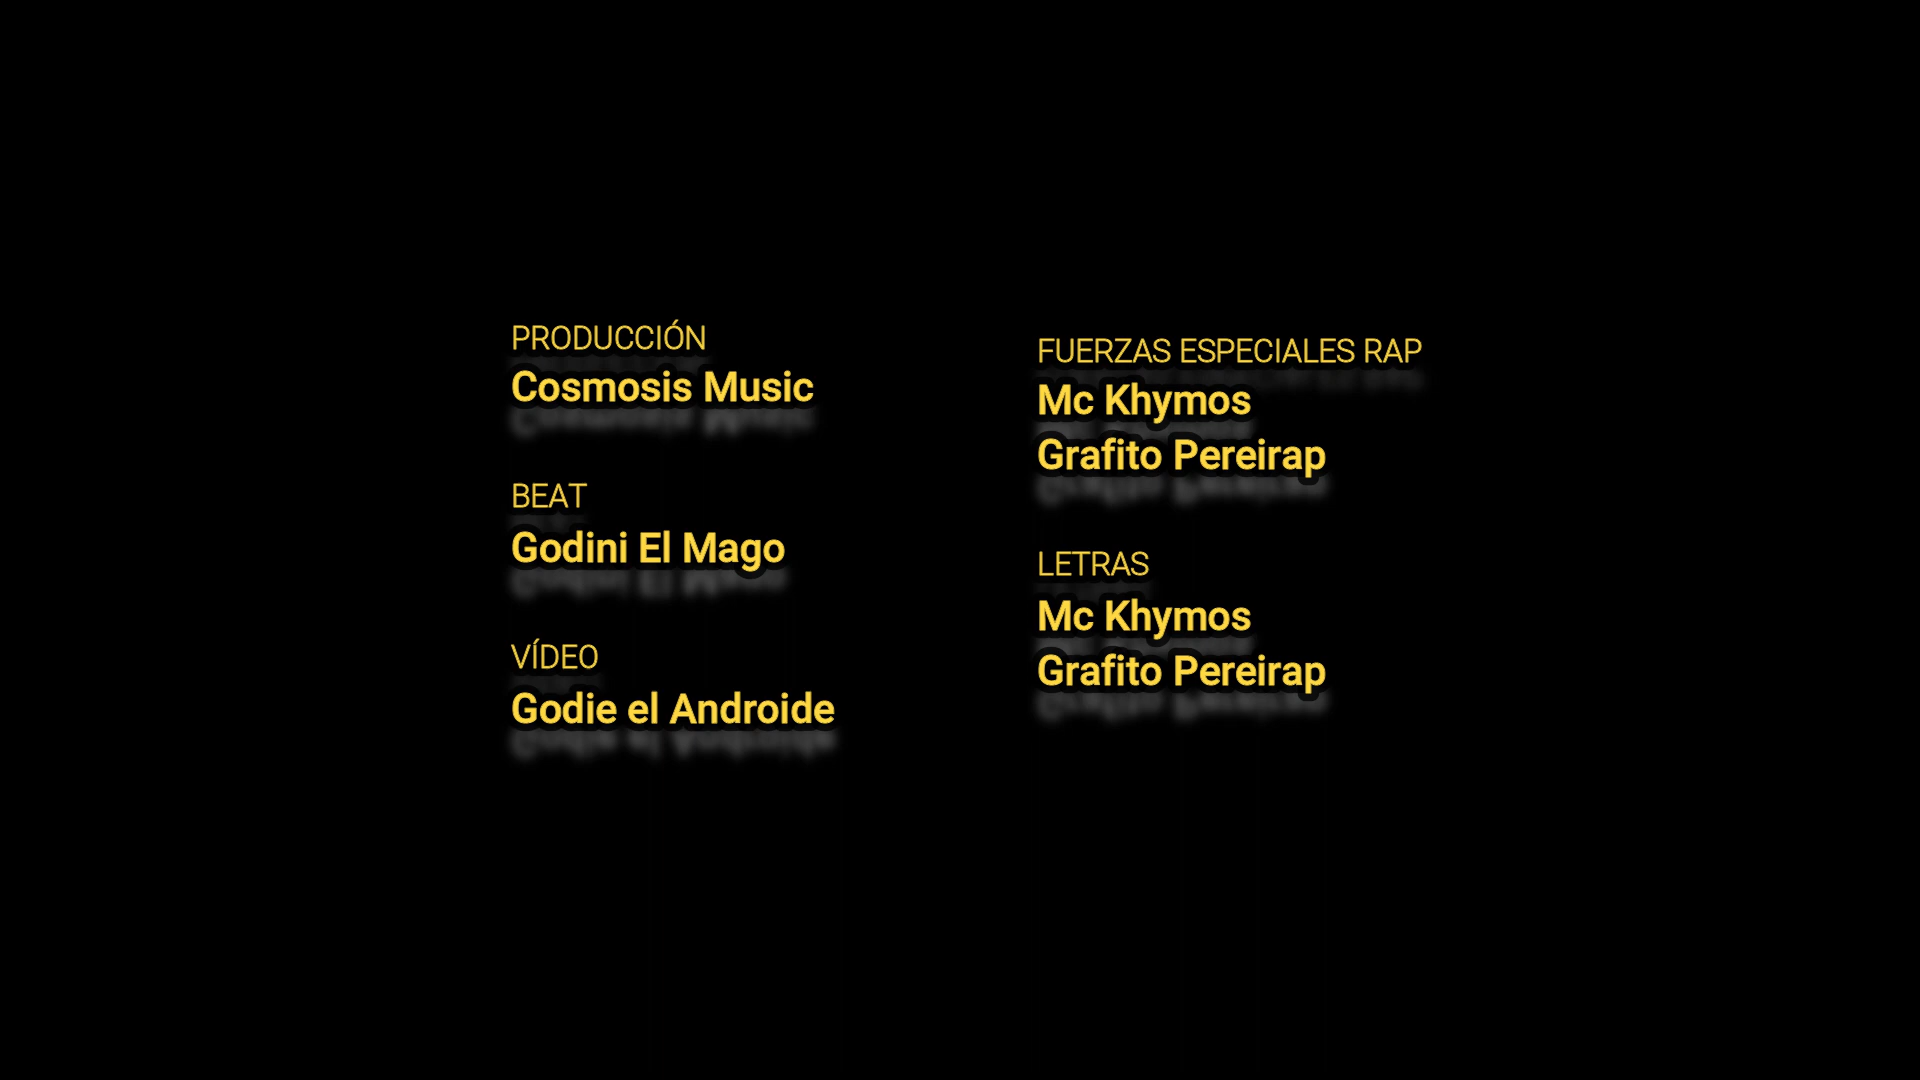 PRODUCCIÓN
Cosmosis Music
BEAT
Godini El Mago
VÍDEO
Godie el Androide
FUERZAS ESPECIALES RAP
Mc Khymos
Grafito Pereirap
LETRAS
Mc Khymos
Grafito Pereirap